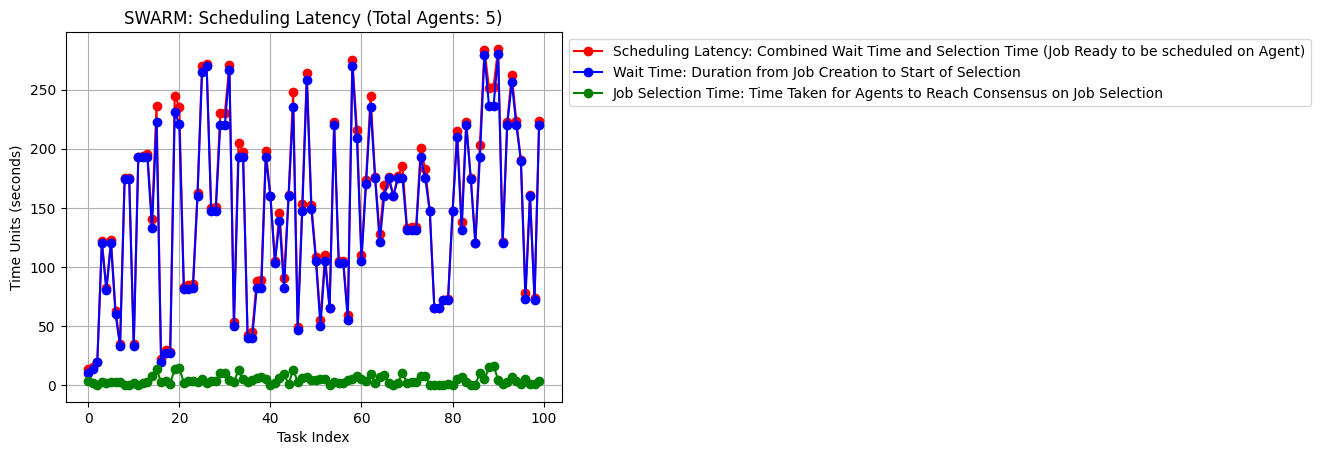 SWARM: Scheduling Latency (Total Agents: 5)
Scheduling Latency: Combined Wait Time and Selection Time (Job Ready to be scheduled on Agent)
Wait Time: Duration from Job Creation to Start of Selection
Job Selection Time: Time Taken for Agents to Reach Consensus on Job Selection
Time Units (seconds)
250
200
150
100
50
0
0 20 40 60 80 100
Task Index